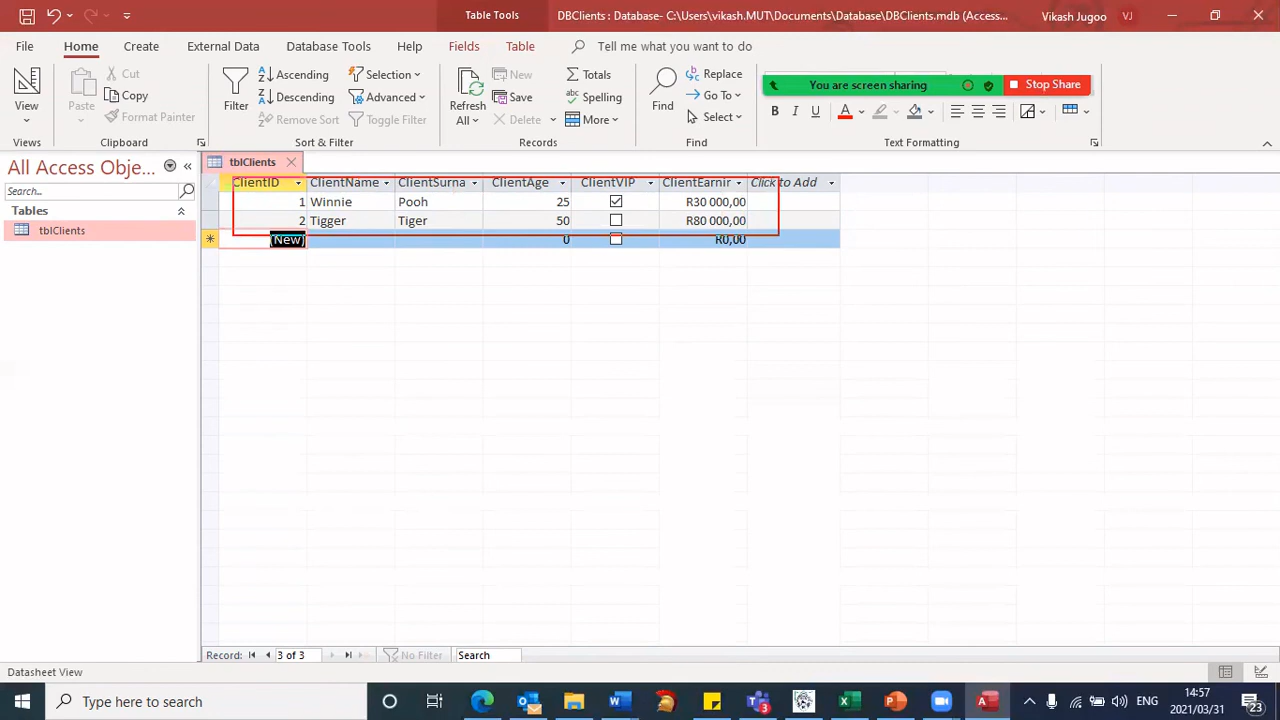 Table Tools
DBClients : Database- C:\Users\vikash.MUT\Documents\Database\DBClients.mdb (Access...
Vikash Jugoo
VJ
File
Home
Create
External Data
Database Tools
Help
Fields
Table
Tell me what you want to do
View
Paste
Cut
Copy
Format Painter
Filter
Ascending
Descending
Remove Sort
Selection
Advanced
Toggle Filter
Refresh
All
New
Save
Delete
Totals
Spelling
More
Find
Replace
Go To
Select
You are screen sharing
Stop Share
B I U
Views
Clipboard
Sort & Filter
Records
Find
Text Formatting
All Access Obje...
Search...
Tables
tblClients
tblClients
ClientID ClientName ClientSurna ClientAge ClientVIP ClientEarnir Click to Add
1 Winnie Pooh 25 R30 000,00
2 Tigger Tiger 50 R80 000,00
(New) 0 R0,00
Record: 3 of 3 No Filter Search
Datasheet View
Type here to search
3
ENG
14:57
2021/03/31
23